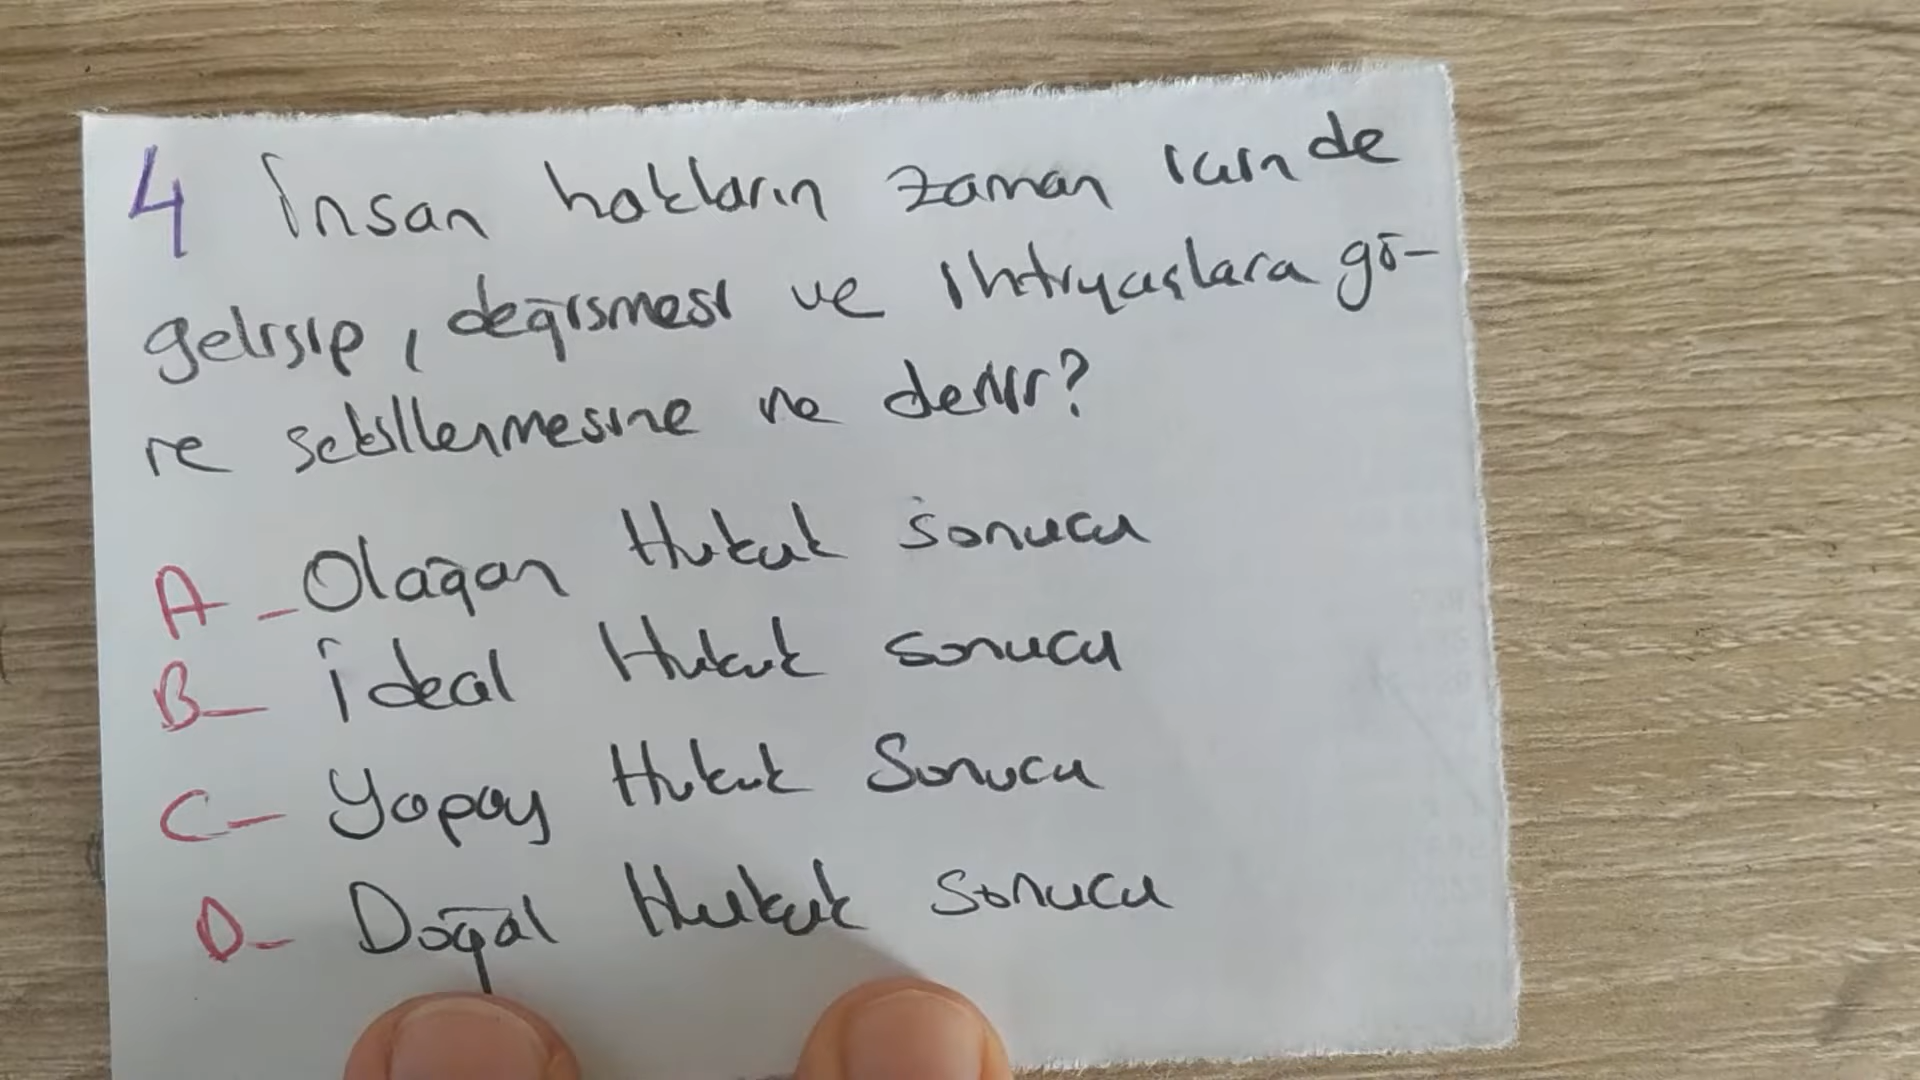 4 İnsan hakların zaman içinde
gelişip, değişmesi ve ihtiyaçlara gö-
re şekillenmesine ne denir?
A - Olağan Hukuk sonucu
B- İdeal Hukuk sonucu
C- Yapay Hukuk Sonucu
D- Doğal Hukuk sonucu